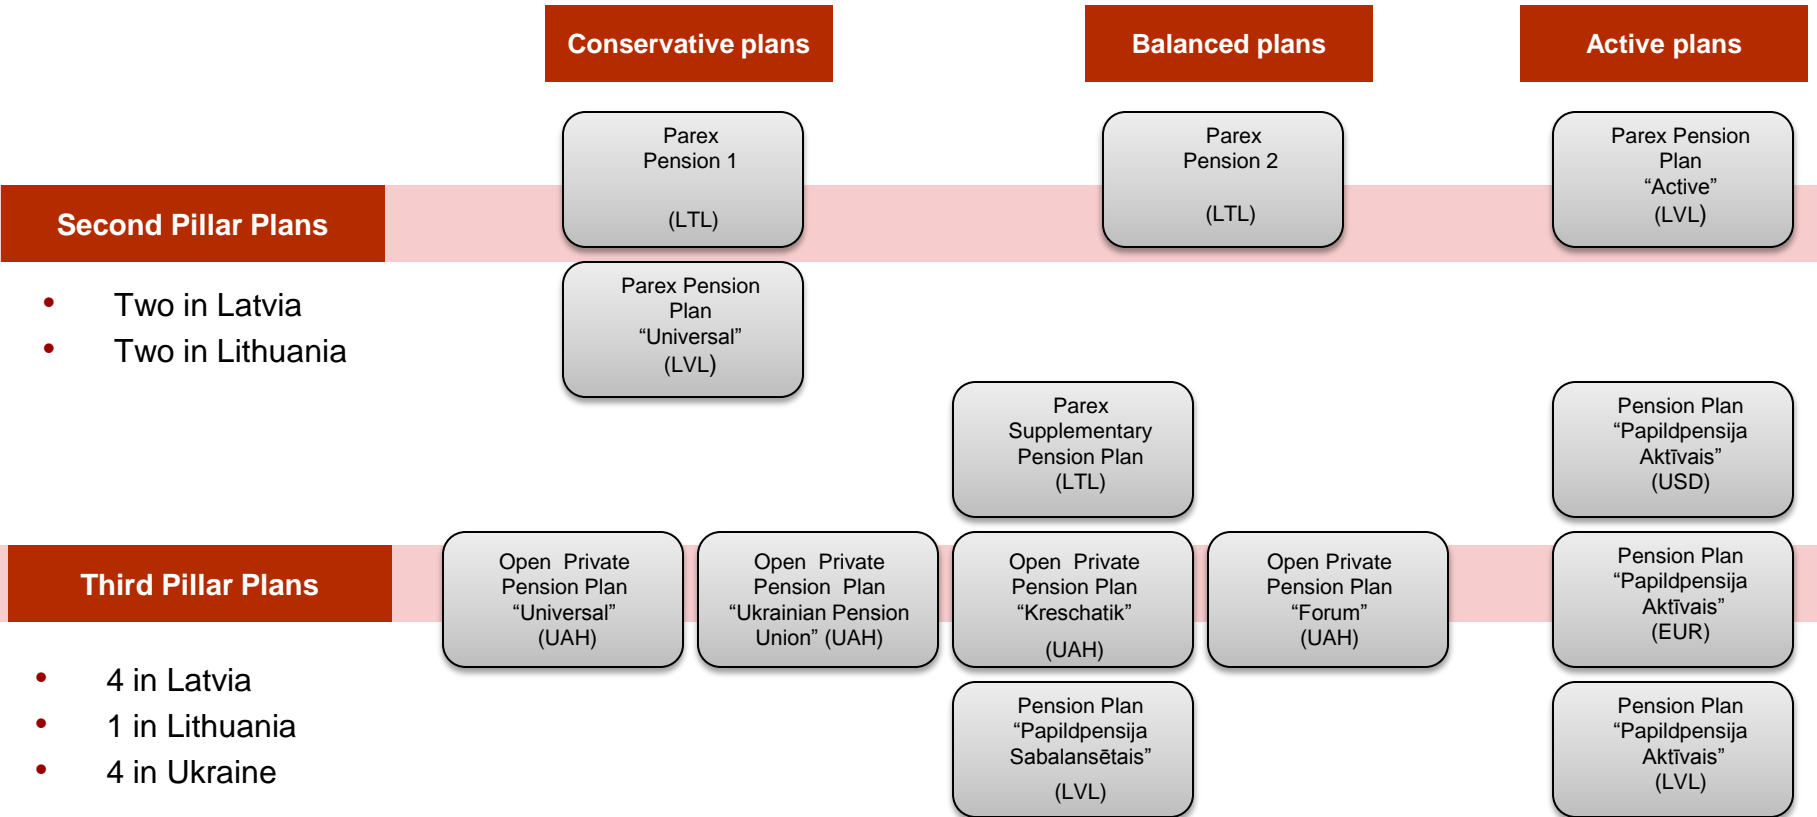 Conservative plans
Balanced plans
Active plans
Parex
Pension 1
(LTL)
Parex
Pension 2
(LTL)
Parex Pension
Plan
“Active”
(LVL)
Second Pillar Plans
• Two in Latvia
• Two in Lithuania
Parex Pension
Plan
“Universal”
(LVL)
Parex
Supplementary
Pension Plan
(LTL)
Pension Plan
“Papildpensija
Aktīvais”
(USD)
Third Pillar Plans
Open Private
Pension Plan
“Universal”
(UAH)
Open Private
Pension Plan
“Ukrainian Pension
Union” (UAH)
Open Private
Pension Plan
“Kreschatik”
(UAH)
Open Private
Pension Plan
“Forum”
(UAH)
Pension Plan
“Papildpensija
Aktīvais”
(EUR)
• 4 in Latvia
• 1 in Lithuania
• 4 in Ukraine
Pension Plan
“Papildpensija
Sabalansētais”
(LVL)
Pension Plan
“Papildpensija
Aktīvais”
(LVL)